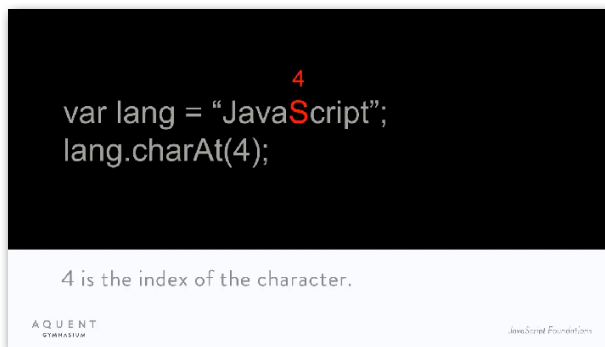 4
var lang = “JavaScript”;
lang.charAt(4);
4 is the index of the character.
AQUENT
GYMNASIUM
JavaScript Foundations